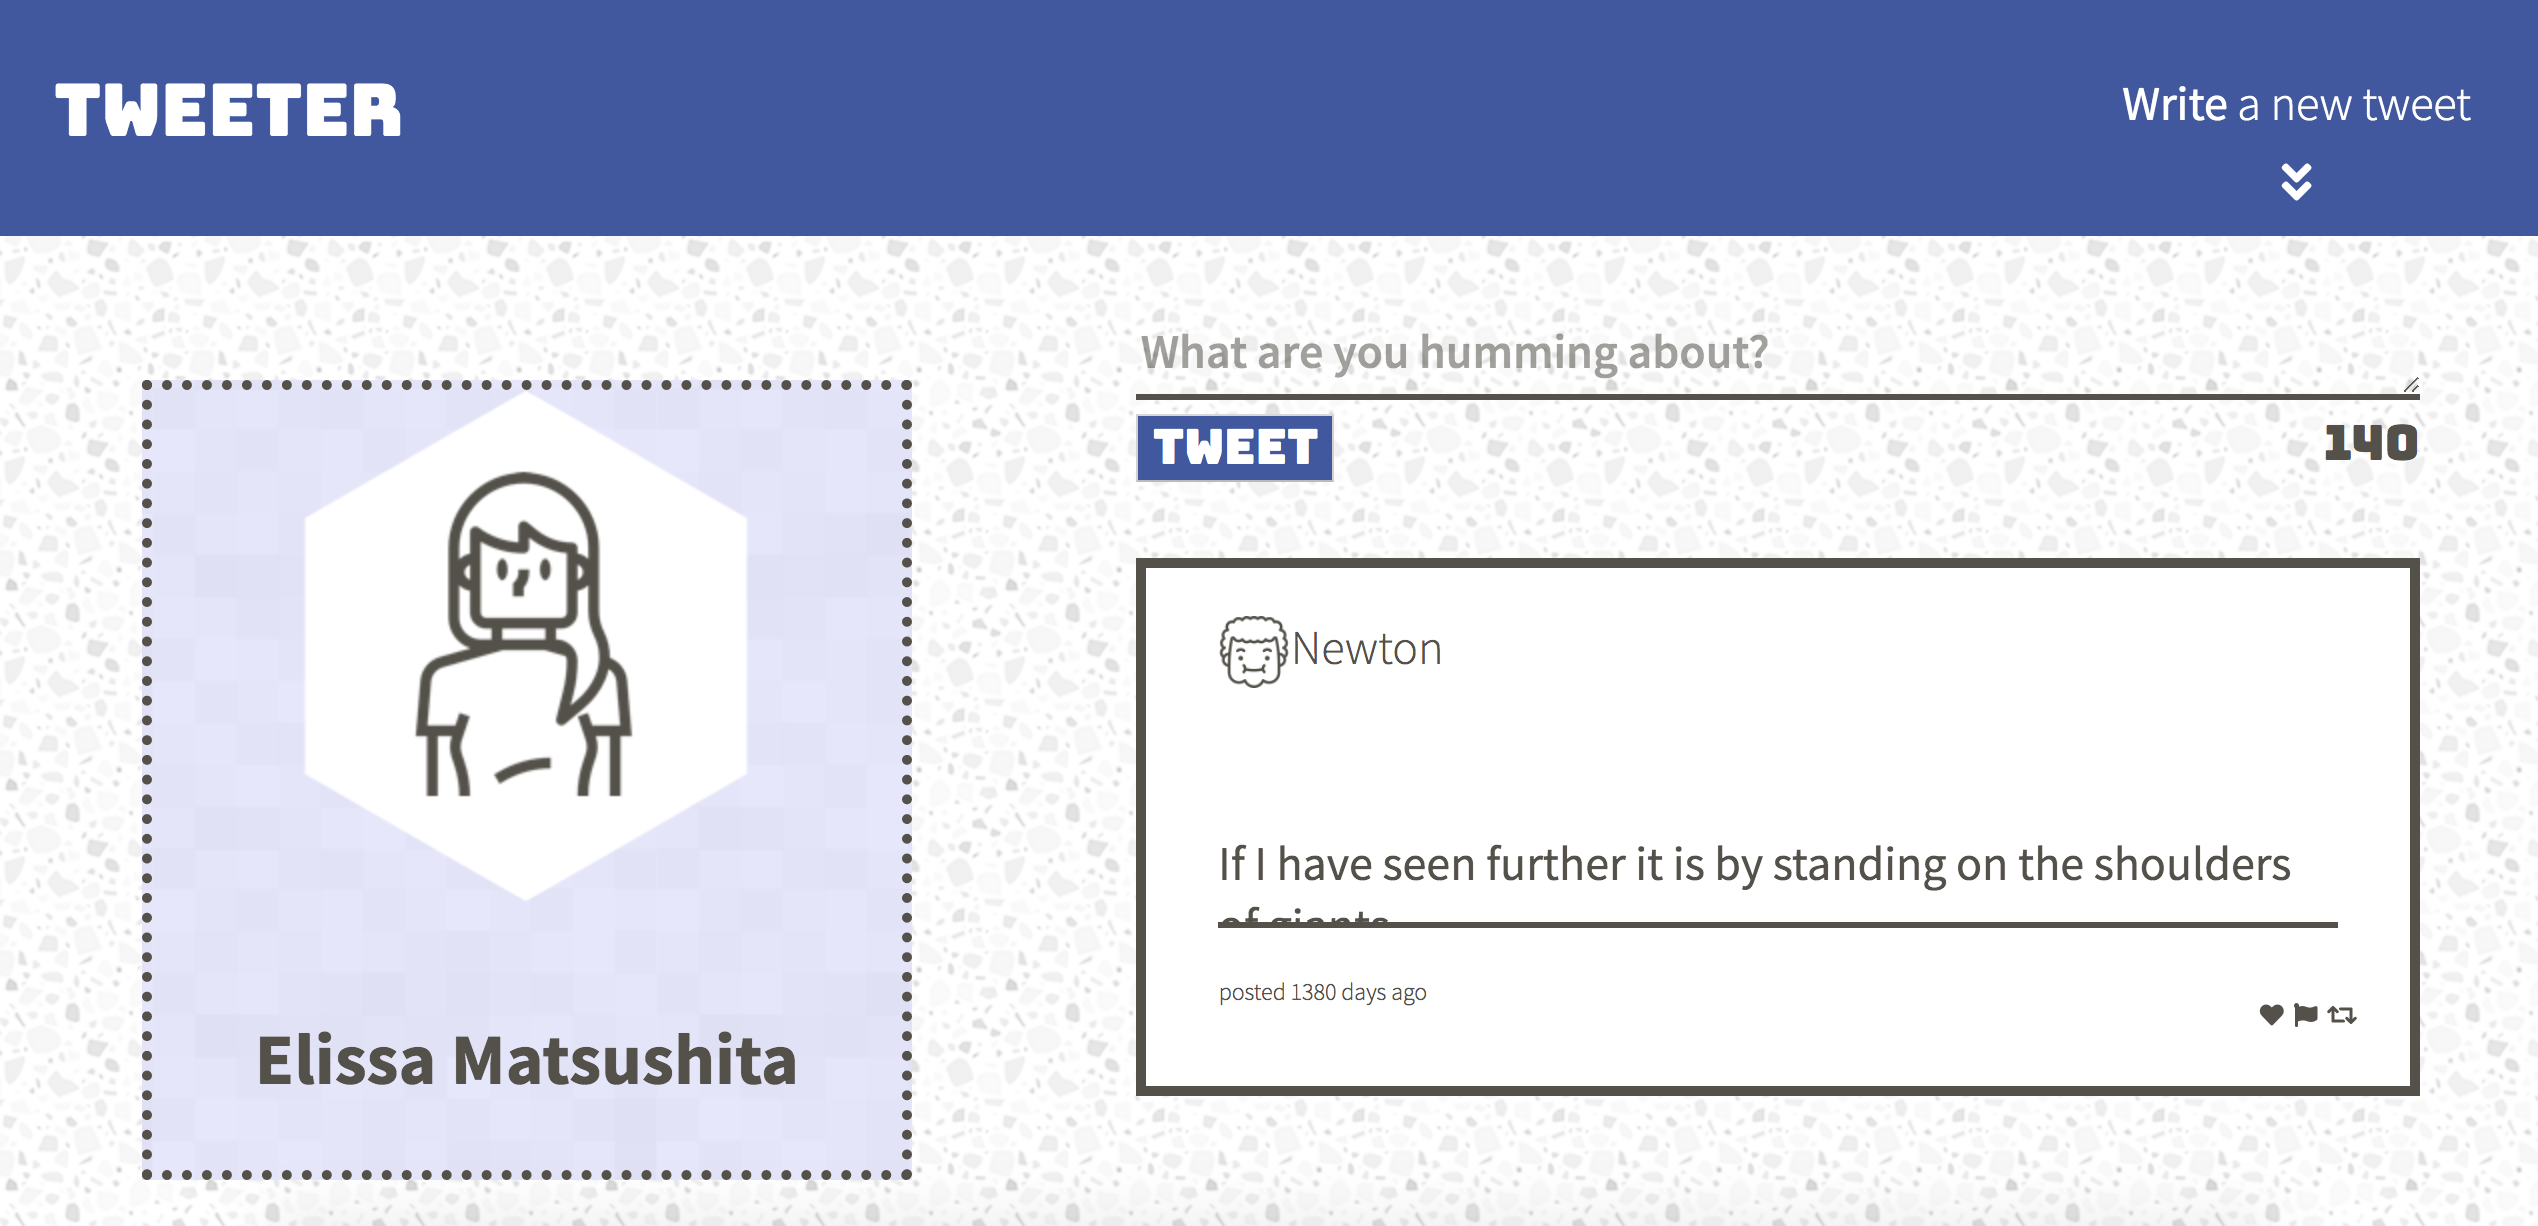 TWEETER
Write a new tweet
What are you humming about?
TWEET
140
Newton
If I have seen further it is by standing on the shoulders
of giants
posted 1380 days ago
Elissa Matsushita